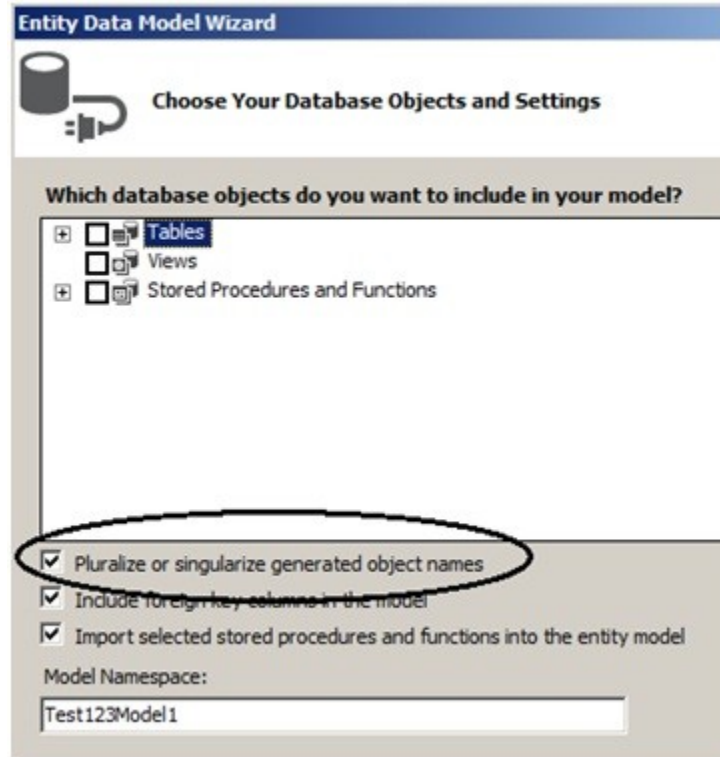 Entity Data Model Wizard
Choose Your Database Objects and Settings
Which database objects do you want to include in your model?
Tables
Views
Stored Procedures and Functions
Pluralize or singularize generated object names
Include foreign key columns in the model
Import selected stored procedures and functions into the entity model
Model Namespace:
Test123Model1